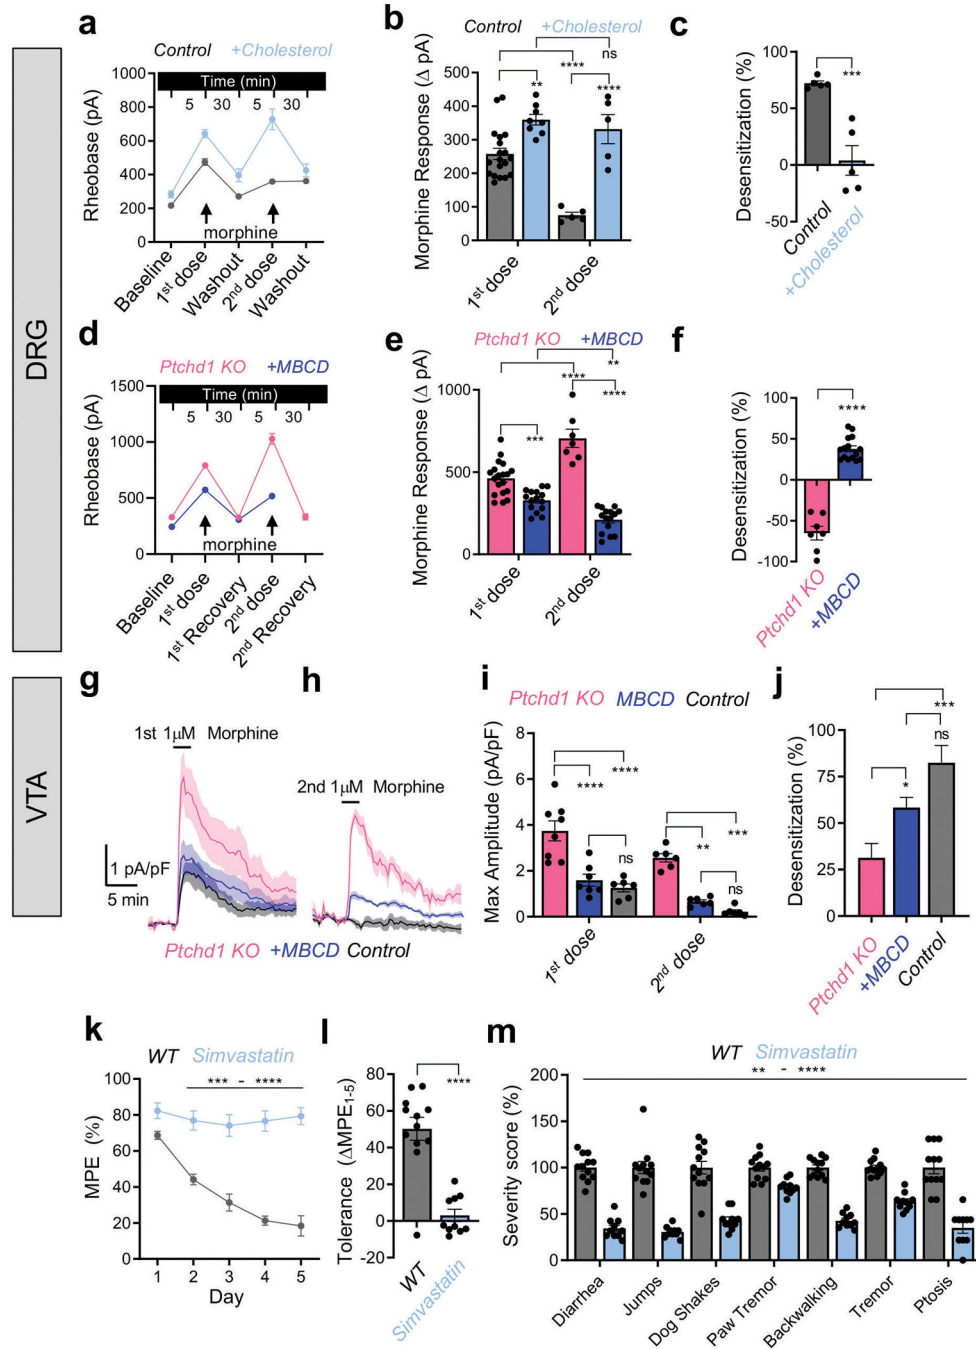 DRG
VTA
a
Control +Cholesterol
Rheobase (pA)
1000
800
600
400
200
0
Time (min)
5 30 5 30
morphine
Baseline
1st dose
Washout
2nd dose
Washout
b
Control +Cholesterol
Morphine Response (Δ pA)
500
400
300
200
100
0
ns
****
** ****
1st dose
2nd dose
c
Desensitization (%)
100
50
0
-50
***
Control
+Cholesterol
d
Ptchd1 KO +MBCD
Rheobase (pA)
1500
1000
500
0
Time (min)
5 30 5 30
morphine
Baseline
1st dose
1st Recovery
2nd dose
2nd Recovery
e
Ptchd1 KO +MBCD
Morphine Response (Δ pA)
1000
500
0
**
****
****
***
1st dose
2nd dose
f
Desensitization (%)
100
50
0
-50
-100
****
Ptchd1 KO
+MBCD
g
1st 1μM Morphine
1 pA/pF
5 min
h
2nd 1μM Morphine
Ptchd1 KO +MBCD Control
i
Ptchd1 KO MBCD Control
Max Amplitude (pA/pF)
8
6
4
2
0
****
****
ns
***
**
ns
1st dose
2nd dose
j
Desensitization (%)
100
75
50
25
0
***
ns
*
Ptchd1 KO
+MBCD
Control
k
WT Simvastatin
MPE (%)
100
80
60
40
20
0
*** - ****
1 2 3 4 5
Day
l
Tolerance (ΔMPE1-5)
80
60
40
20
0
-20
****
WT
Simvastatin
m
WT Simvastatin
Severity score (%)
200
150
100
50
0
** - ****
Diarrhea
Jumps
Dog Shakes
Paw Tremor
Backwalking
Tremor
Ptosis